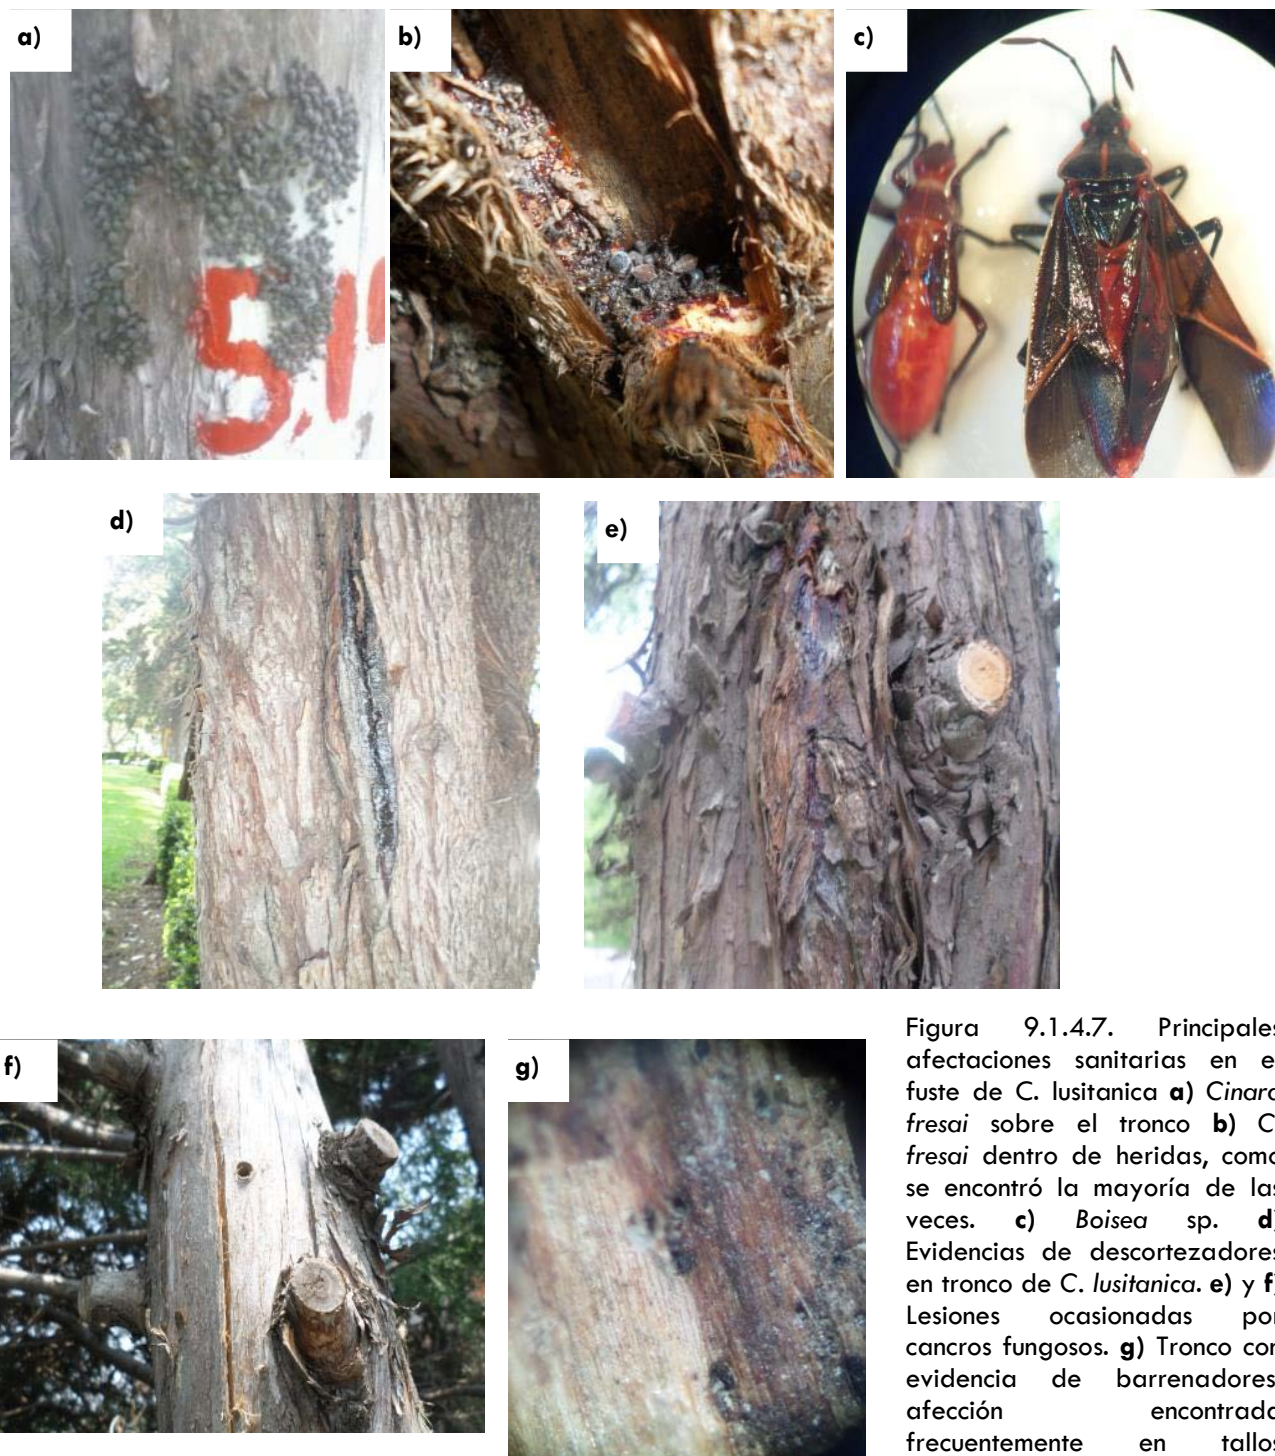 a)
5.1
b)
c)
d)
e)
f)
g)
Figura 9.1.4.7. Principales
afectaciones sanitarias en el
fuste de C. lusitanica a) Cinara
fresai sobre el tronco b) C.
fresai dentro de heridas, como
se encontró la mayoría de las
veces. c) Boisea sp. d)
Evidencias de descortezadores
en tronco de C. lusitanica. e) y f)
Lesiones ocasionadas por
cancros fungosos. g) Tronco con
evidencia de barrenadores
afección encontrada
frecuentemente en tallos